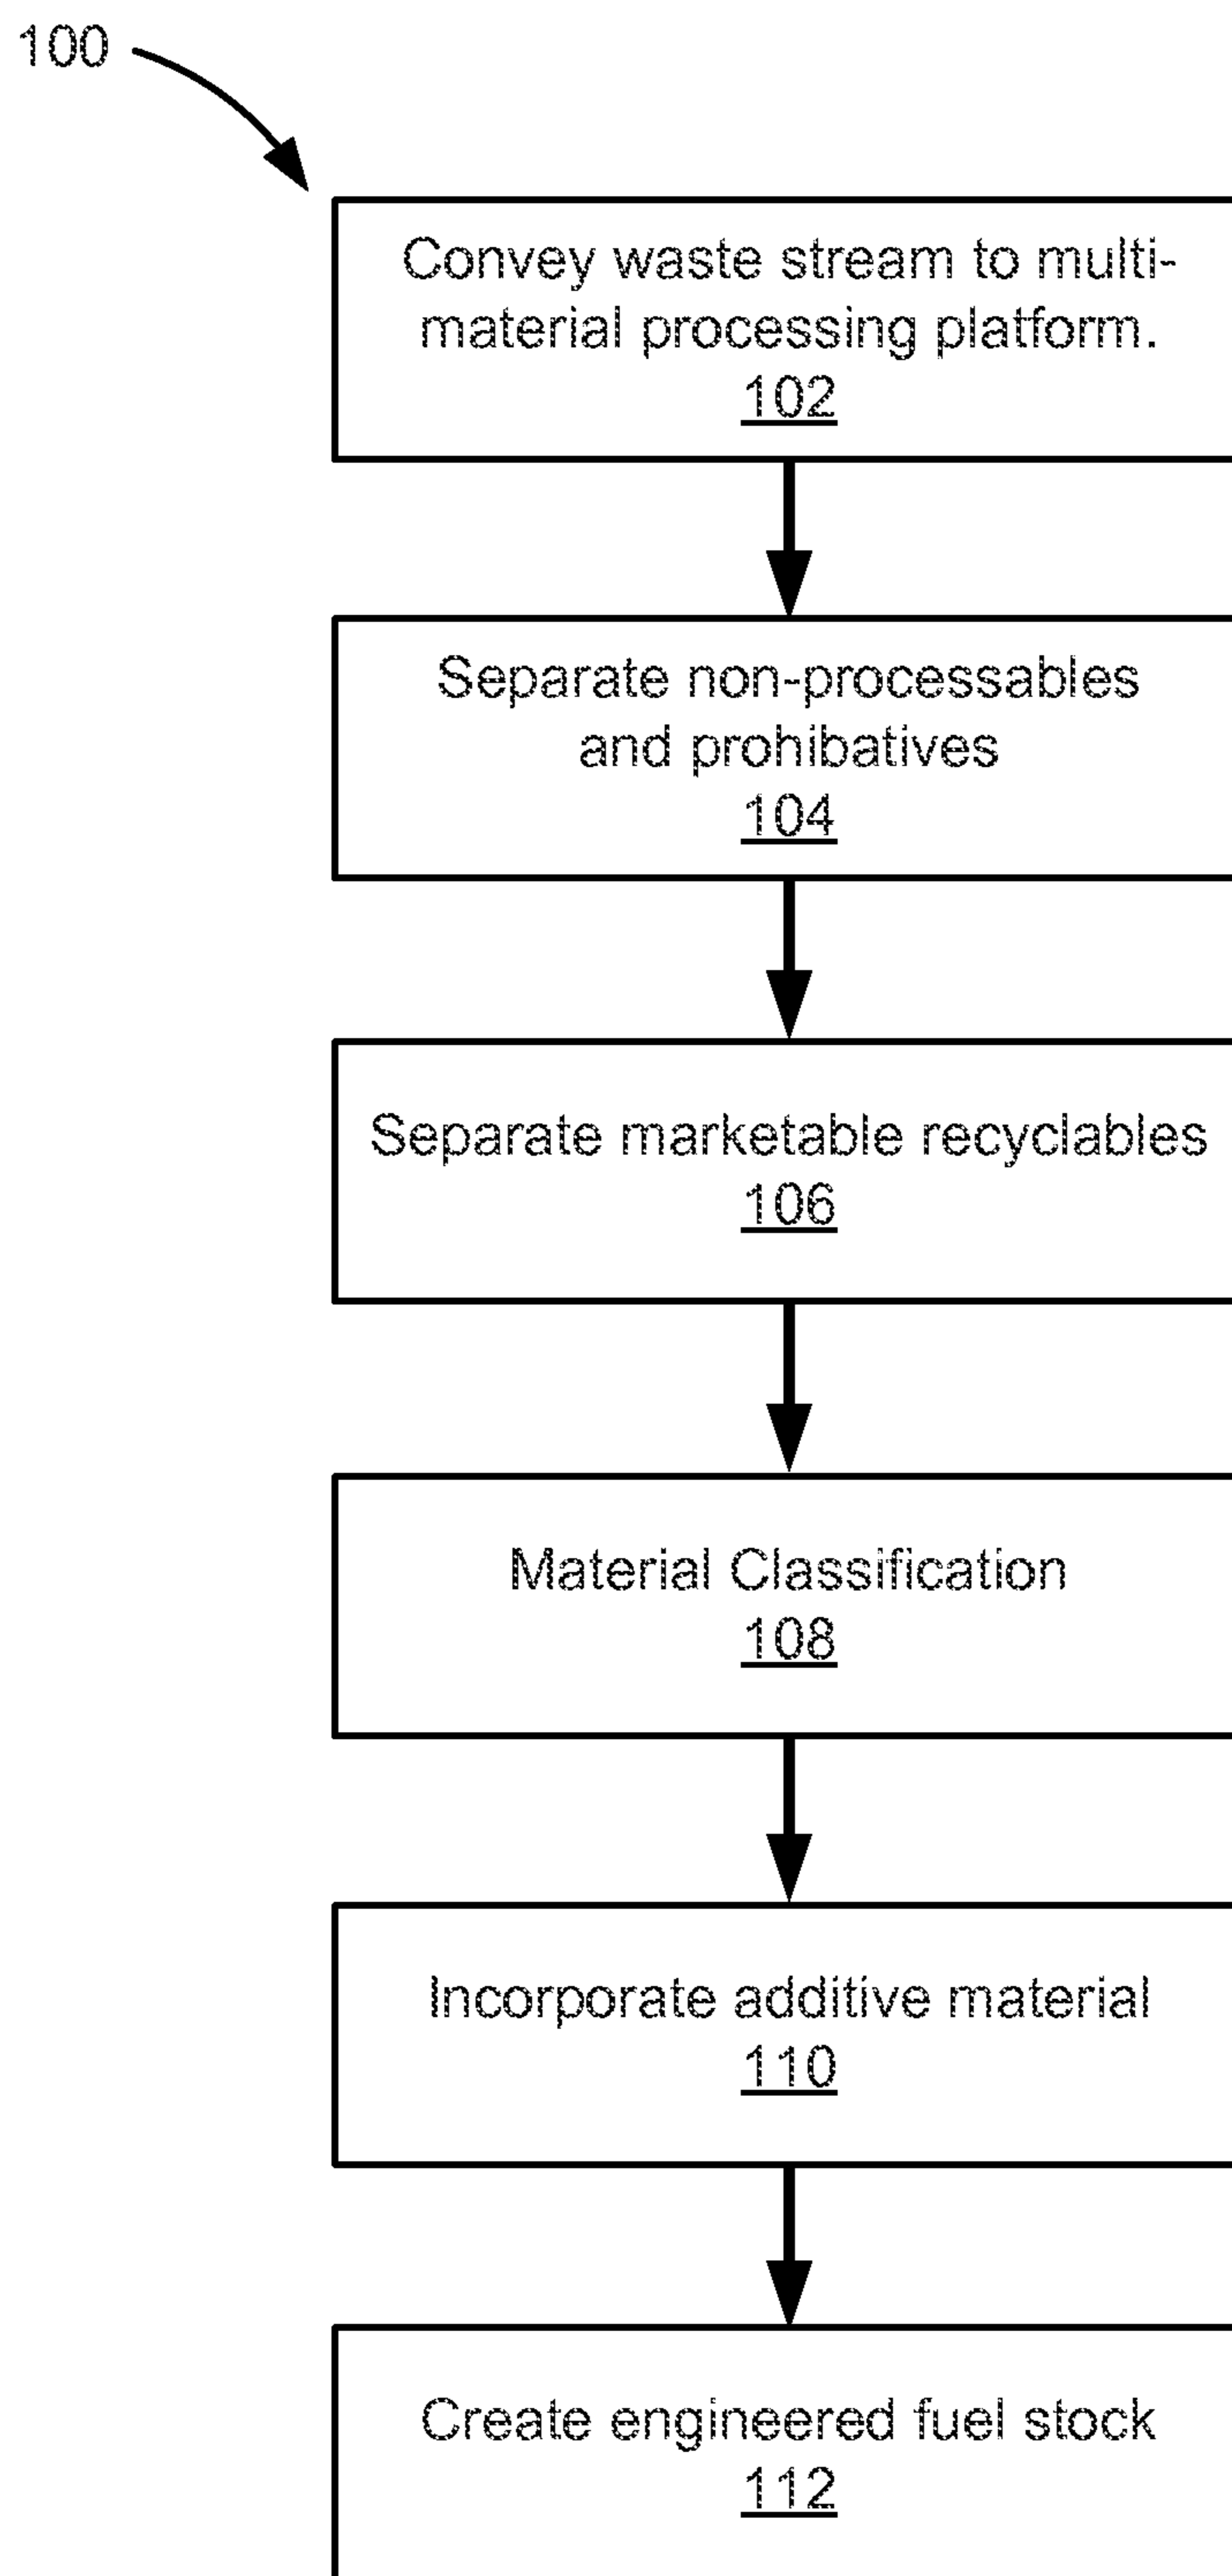 100
Convey waste stream to multi-
material processing platform.
102
Separate non-processables
and prohibatives
104
Separate marketable recyclables
106
Material Classification
108
Incorporate additive material
110
Create engineered fuel stock
112